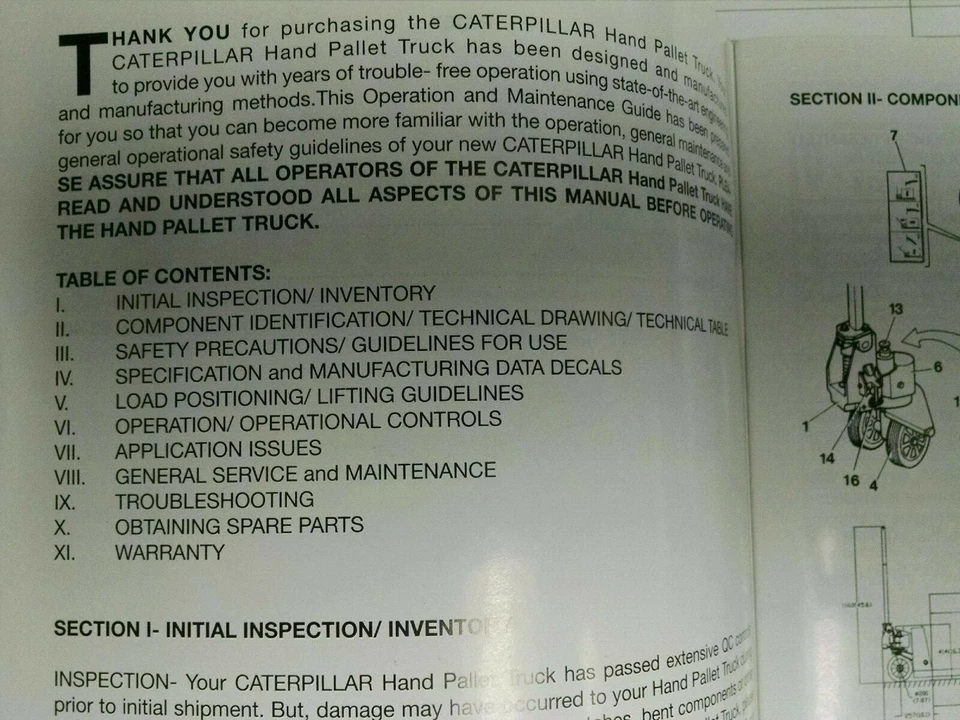 THANK YOU for purchasing the CATERPILLAR Hand Pallet Truck.
CATERPILLAR Hand Pallet Truck has been designed and
to provide you with years of trouble- free operation using state-of-the-art
and manufacturing methods.This Operation and Maintenance Guide has been
for you so that you can become more familiar with the operation, general maintenance
general operational safety guidelines of your new CATERPILLAR Hand Pallet Truck.
SE ASSURE THAT ALL OPERATORS OF THE CATERPILLAR Hand Pallet Truck
READ AND UNDERSTOOD ALL ASPECTS OF THIS MANUAL BEFORE OPERATING
THE HAND PALLET TRUCK.
TABLE OF CONTENTS:
I. INITIAL INSPECTION/ INVENTORY
II. COMPONENT IDENTIFICATION/ TECHNICAL DRAWING/ TECHNICAL TABLE
III. SAFETY PRECAUTIONS/ GUIDELINES FOR USE
IV. SPECIFICATION and MANUFACTURING DATA DECALS
V. LOAD POSITIONING/ LIFTING GUIDELINES
VI. OPERATION/ OPERATIONAL CONTROLS
VII. APPLICATION ISSUES
VIII. GENERAL SERVICE and MAINTENANCE
IX. TROUBLESHOOTING
X. OBTAINING SPARE PARTS
XI. WARRANTY
SECTION I- INITIAL INSPECTION/ INVENTO
INSPECTION- Your CATERPILLAR Hand Pallet Truck has passed extensive QC
prior to initial shipment. But, damage may have occurred to your Hand Pallet Truck
bent components
SECTION II- COMPON
7
13
6
1
14
16
4